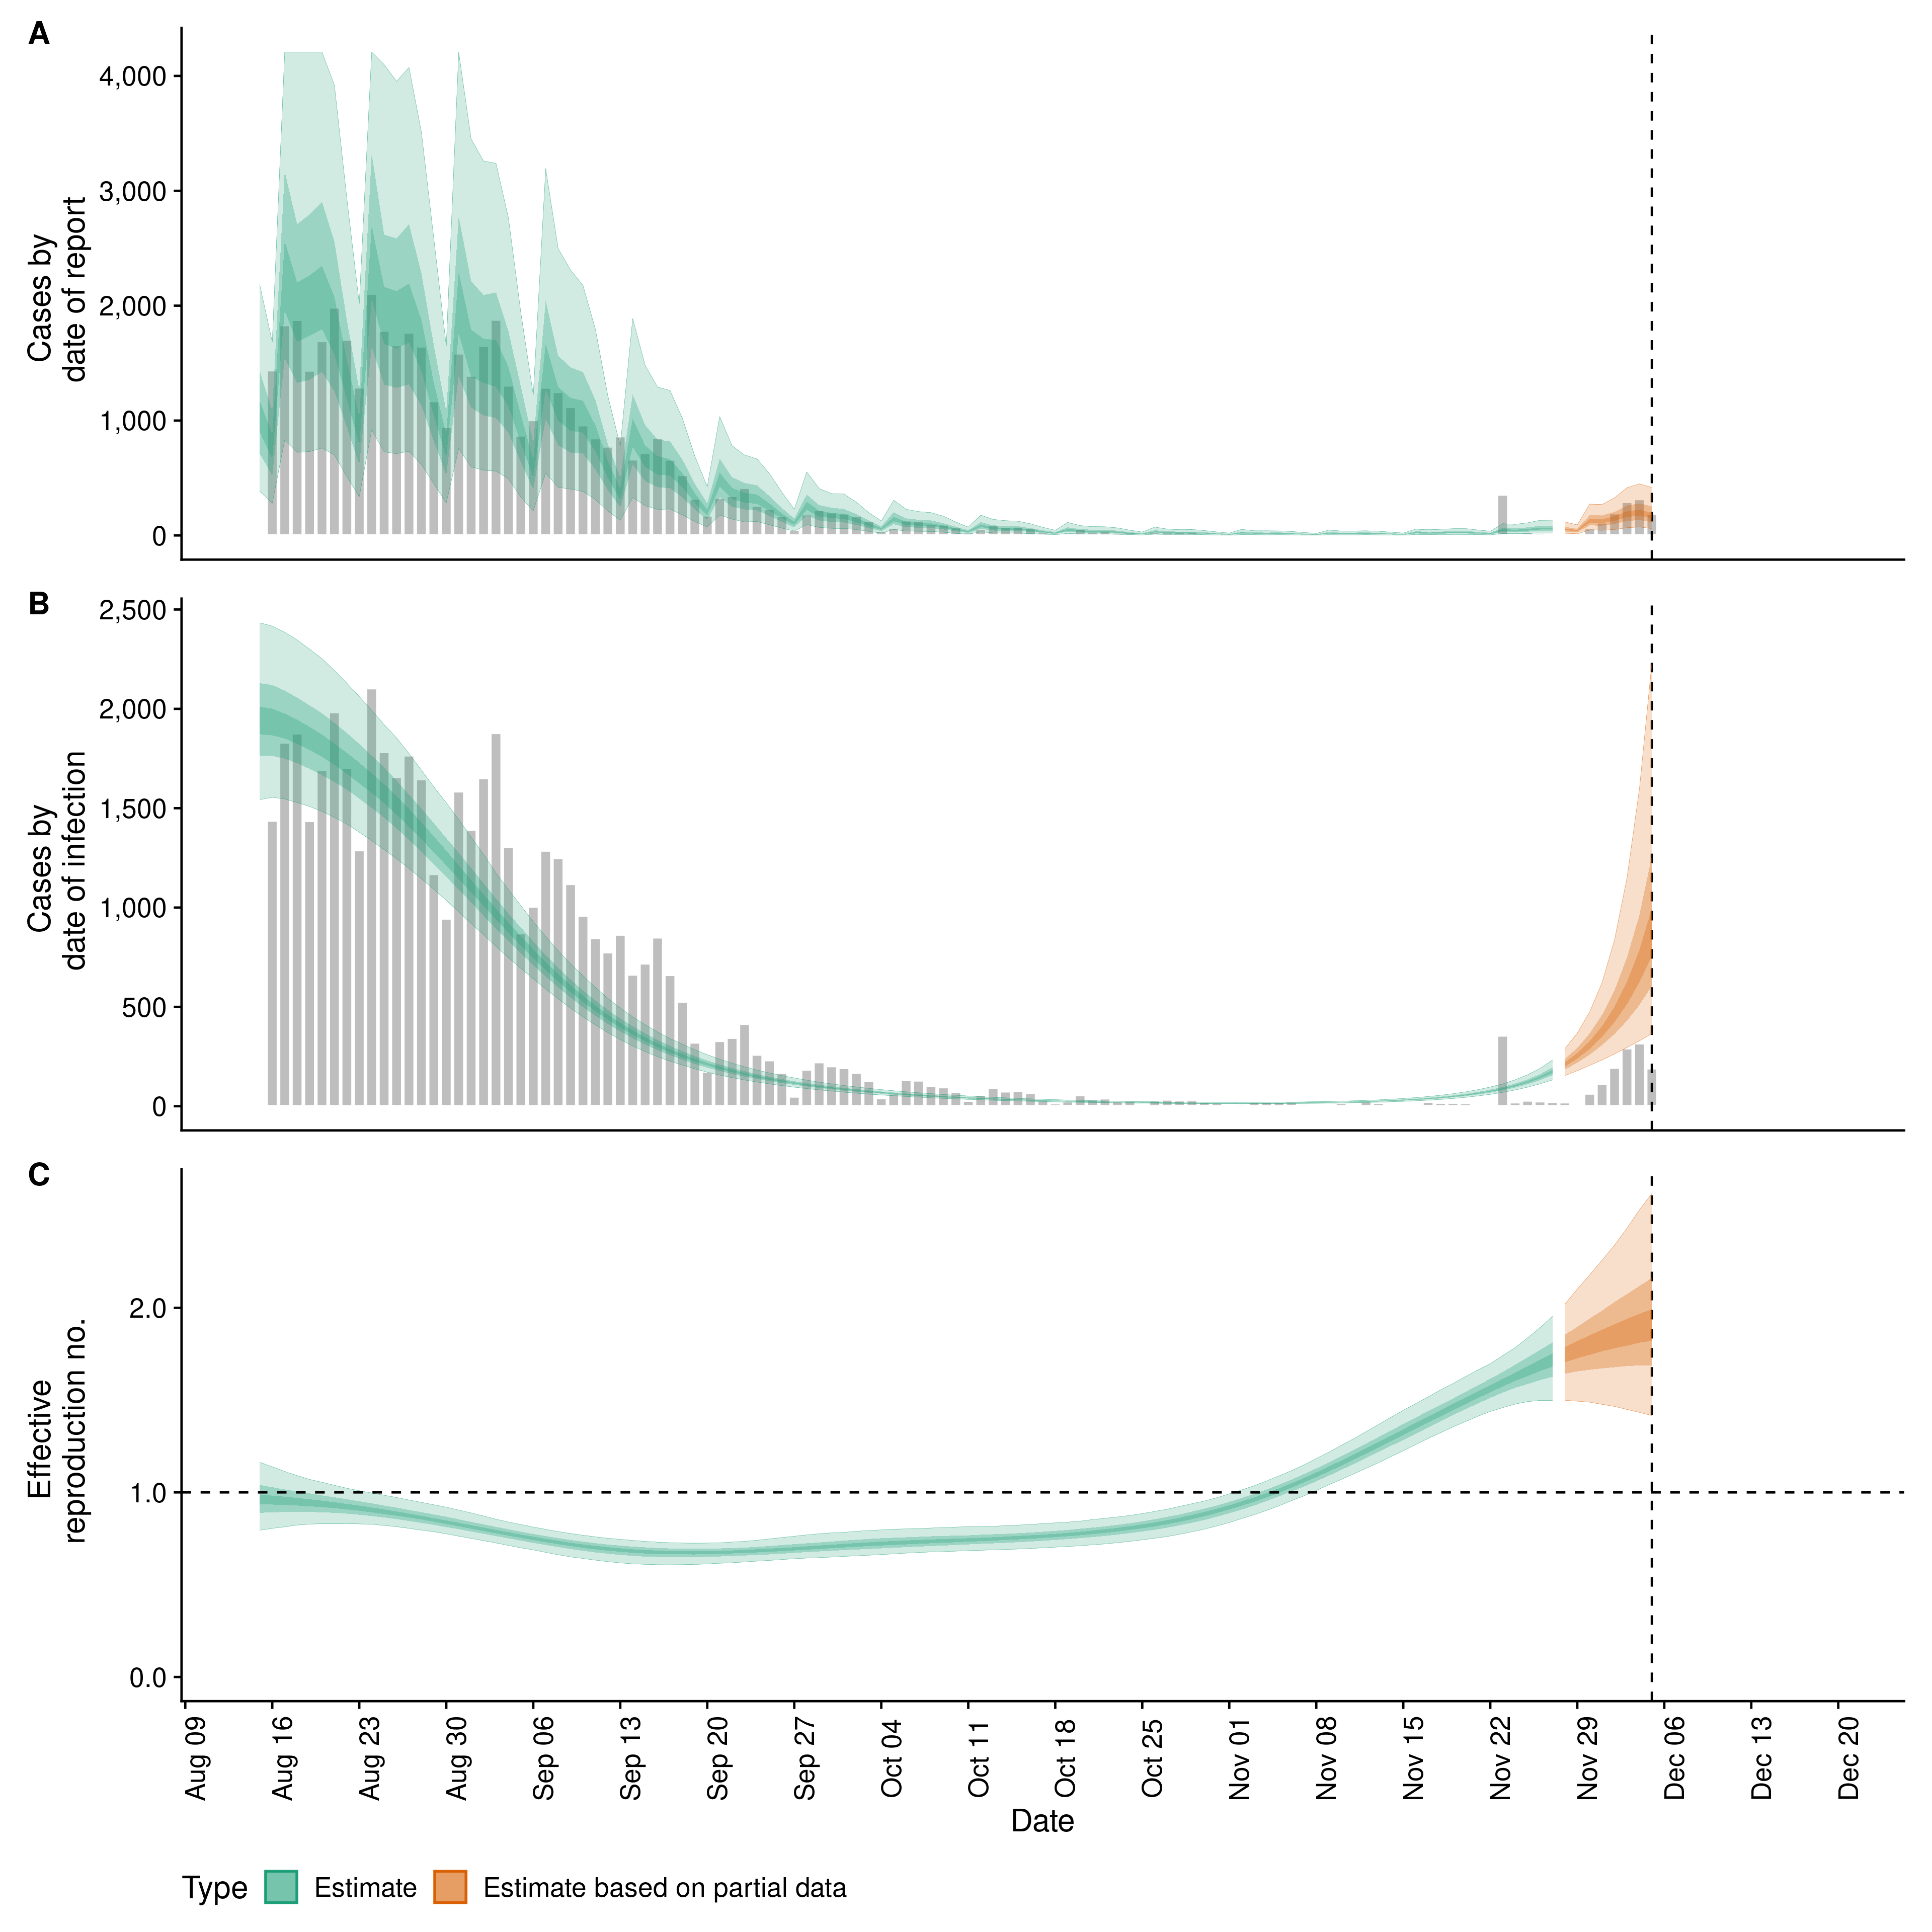 A
Cases by
date of report
4,000
3,000
2,000
1,000
0
B
Cases by
date of infection
2,500
2,000
1,500
1,000
500
0
C
Effective
reproduction no.
2.0
1.0
0.0
Aug 09
Aug 16
Aug 23
Aug 30
Sep 06
Sep 13
Sep 20
Sep 27
Oct 04
Oct 11
Oct 18
Oct 25
Nov 01
Nov 08
Nov 15
Nov 22
Nov 29
Dec 06
Dec 13
Dec 20
Date
Type Estimate Estimate based on partial data